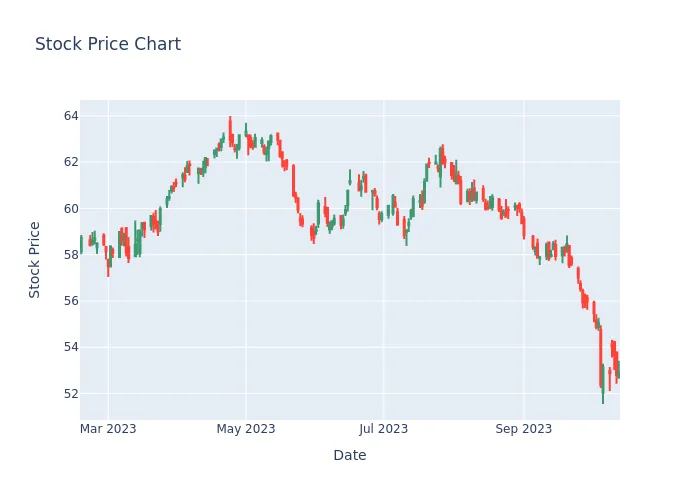 Stock Price Chart
64
62
60
58
56
54
52
Stock Price
Mar 2023
May 2023
Jul 2023
Sep 2023
Date